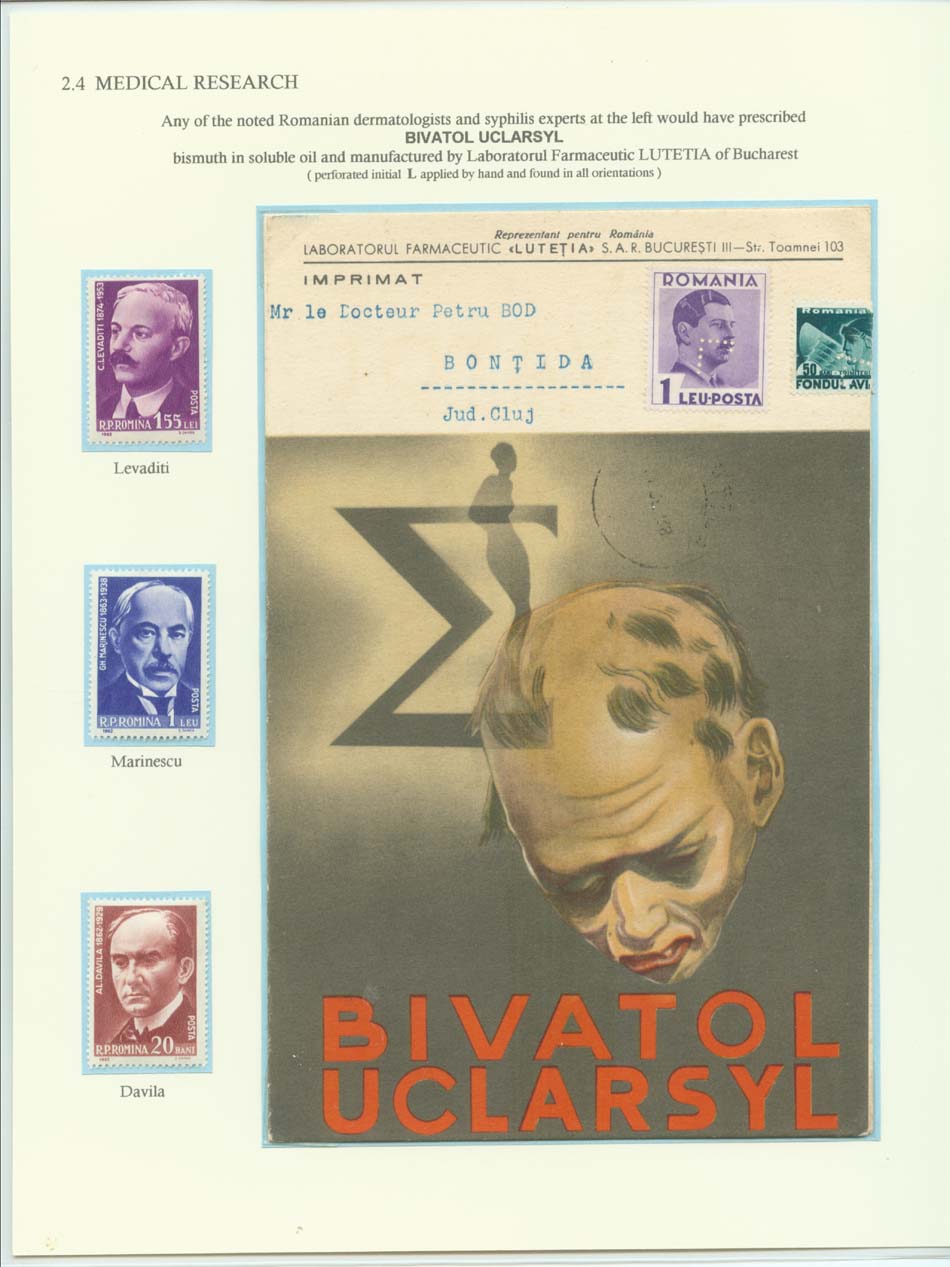 2.4 MEDICAL RESEARCH
Any of the noted Romanian dermatologists and syphilis experts at the left would have prescribed
BIVATOL UCLARSYL
bismuth in soluble oil and manufactured by Laboratorul Farmaceutic LUTETIA of Bucharest
( perforated initial L applied by hand and found in all orientations )
Reprezentant pentru România
LABORATORUL FARMACEUTIC «LUTEȚIA» S.A.R. BUCUREȘTI III—Str. Toamnei 103
IMPRIMAT
Mr le Docteur Petru BOD
BONȚIDA
Jud.Cluj
ROMANIA
1 LEU·POSTA
Romania
50
FONDUL AVI
C.LEVADITI 1874-1953
POSTA
R.P.ROMINA 155 LEI
1962
Levaditi
GH.MARINESCU 1863-1938
POSTA
R.P.ROMINA 1 LEU
1962
Marinescu
AL.DAVILA 1862-1929
POSTA
R.P.ROMINA 20 BANI
1962
Davila
Σ
BIVATOL
UCLARSYL